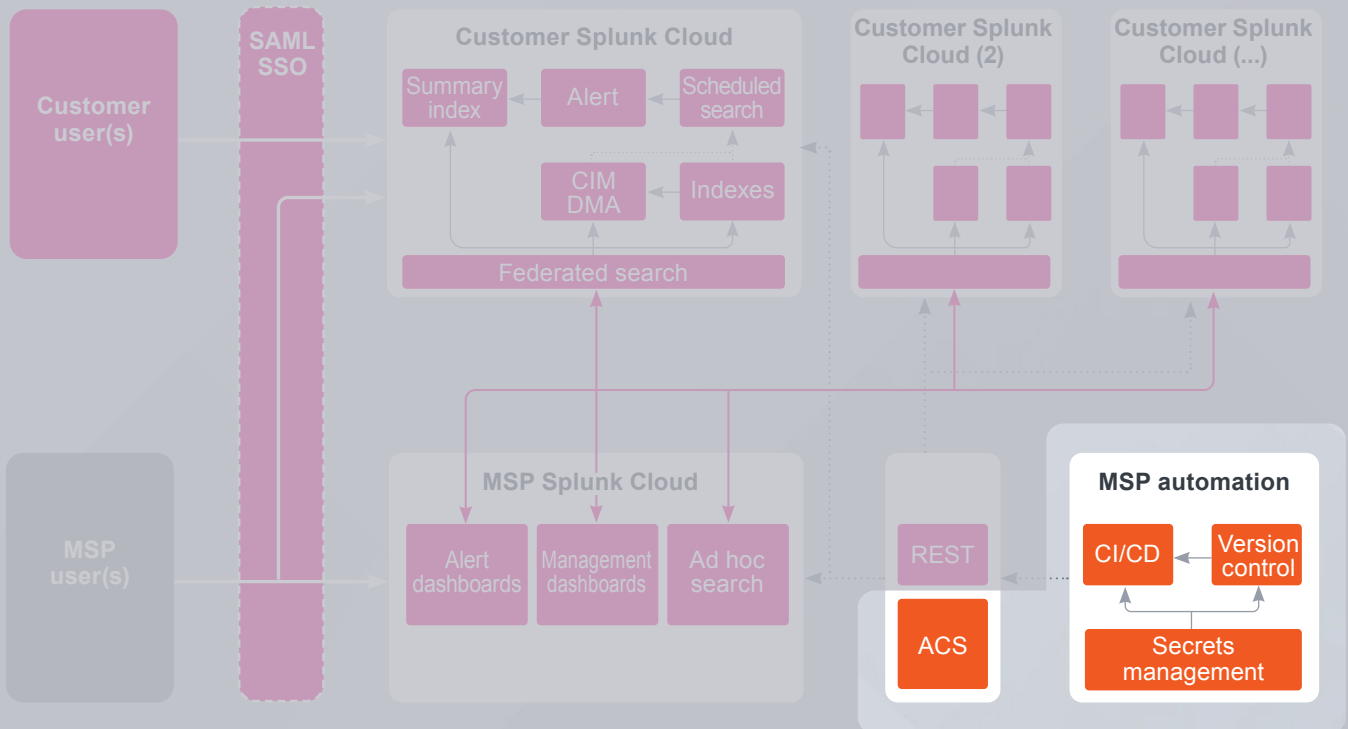 Customer
user(s)
SAML
SSO
Customer Splunk Cloud
Summary
index
Alert
Scheduled
search
CIM
DMA
Indexes
Federated search
Customer Splunk
Cloud (2)
Customer Splunk
Cloud (...)
MSP
user(s)
MSP Splunk Cloud
Alert
dashboards
Management
dashboards
Ad hoc
search
REST
ACS
MSP automation
CI/CD
Version
control
Secrets
management